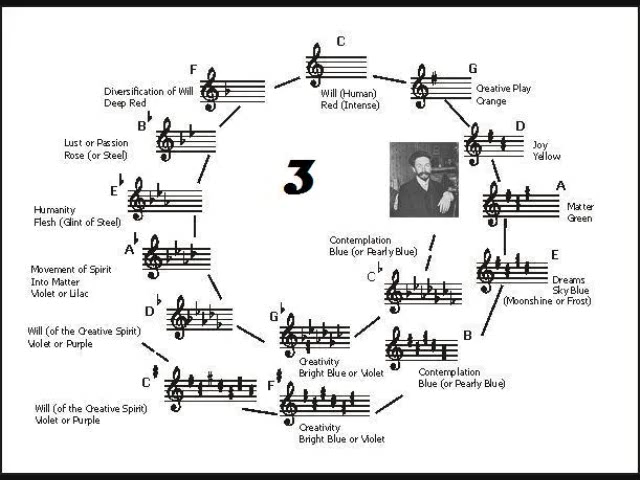 C
Will (Human)
Red (Intense)
G
Creative Play
Orange
D
Joy
Yellow
A
Matter
Green
E
Dreams
Sky Blue
(Moonshine or Frost)
B
Contemplation
Blue (or Pearly Blue)
C♭
Contemplation
Blue (or Pearly Blue)
F♯
Creativity
Bright Blue or Violet
G♭
Creativity
Bright Blue or Violet
C♯
Will (of the Creative Spirit)
Violet or Purple
D♭
Will (of the Creative Spirit)
Violet or Purple
A♭
Movement of Spirit
Into Matter
Violet or Lilac
E♭
Humanity
Flesh (Glint of Steel)
B♭
Lust or Passion
Rose (or Steel)
F
Diversification of Will
Deep Red
3